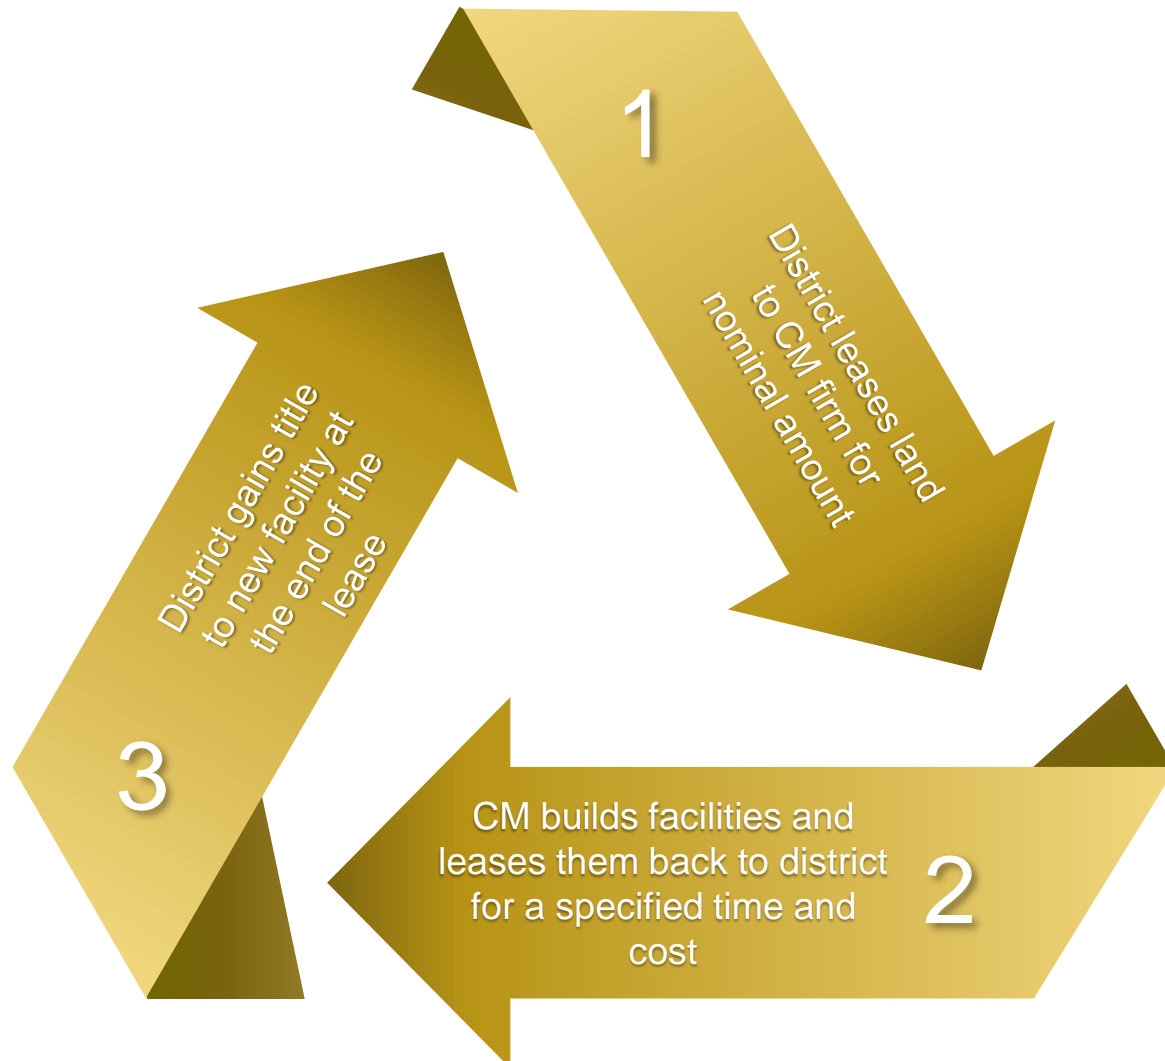 1
District leases land
to CM firm for
nominal amount
2
CM builds facilities and
leases them back to district
for a specified time and
cost
3
District gains title
to new facility at
the end of the
lease